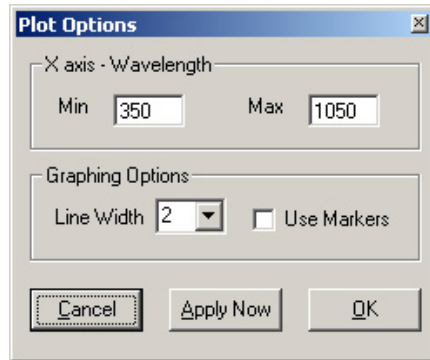 Plot Options
X axis - Wavelength
Min 350 Max 1050
Graphing Options
Line Width 2 Use Markers
Cancel Apply Now OK